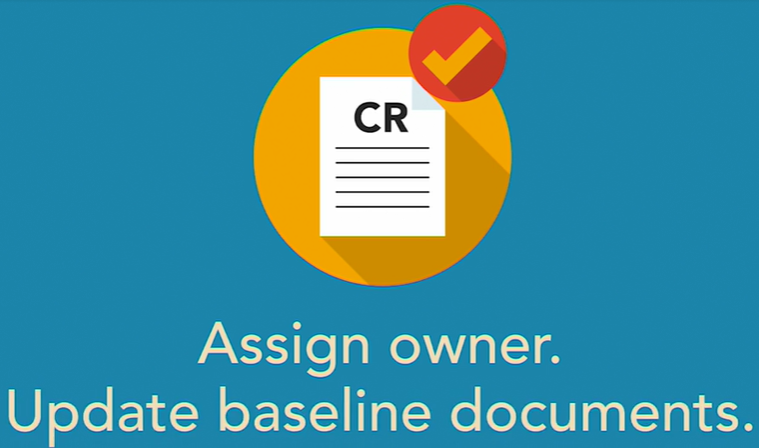 CR
Assign owner.
Update baseline documents.